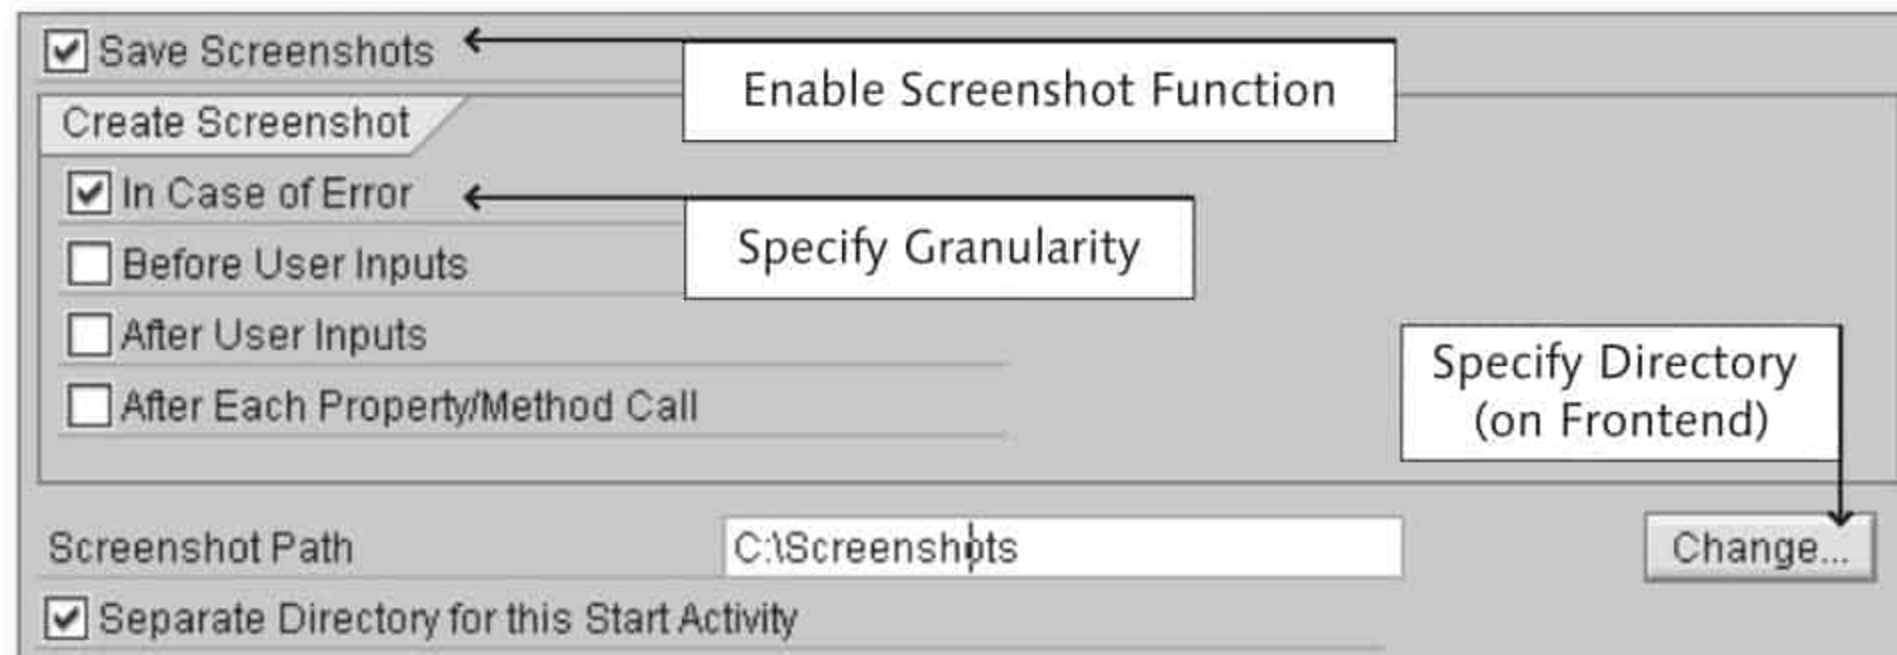 Save Screenshots
Enable Screenshot Function
Create Screenshot
In Case of Error
Specify Granularity
Before User Inputs
After User Inputs
Specify Directory
(on Frontend)
After Each Property/Method Call
Screenshot Path
C:\Screenshots
Change...
Separate Directory for this Start Activity